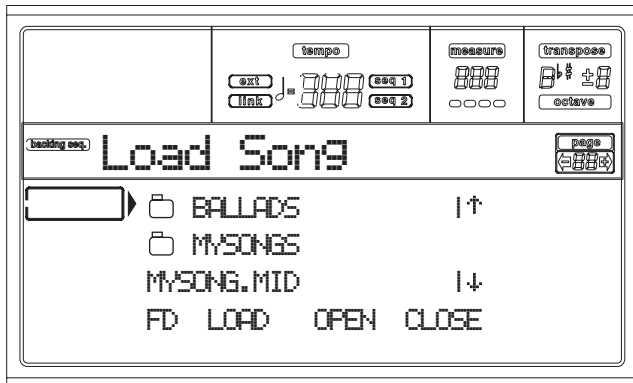 tempo
measure
transpose
ext
seq 1
link
seq 2
octave
backing seq.
Load Song
page
BALLADS
MYSONGS
MYSONG.MID
FD LOAD OPEN CLOSE